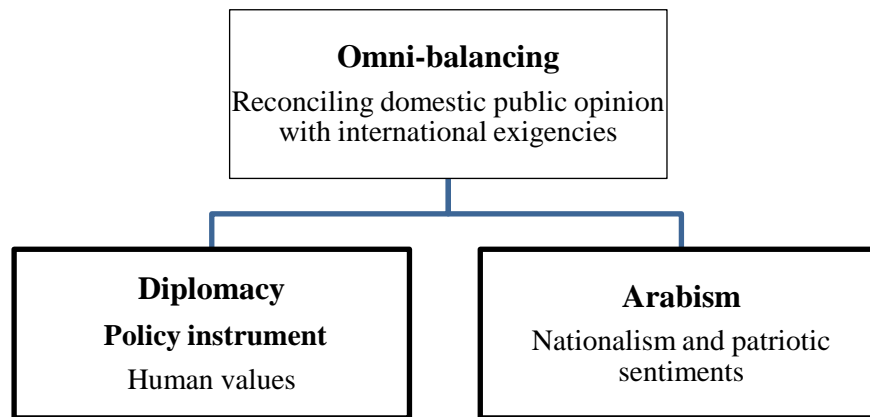 Omni-balancing
Reconciling domestic public opinion
with international exigencies
Diplomacy
Policy instrument
Human values
Arabism
Nationalism and patriotic
sentiments